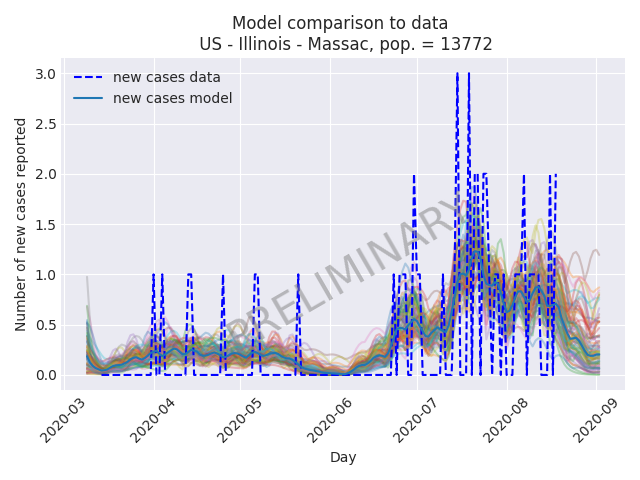 Model comparison to data
US - Illinois - Massac, pop. = 13772
new cases data
new cases model
PRELIMINARY
Number of new cases reported
3.0
2.5
2.0
1.5
1.0
0.5
0.0
2020-03
2020-04
2020-05
2020-06
2020-07
2020-08
2020-09
Day